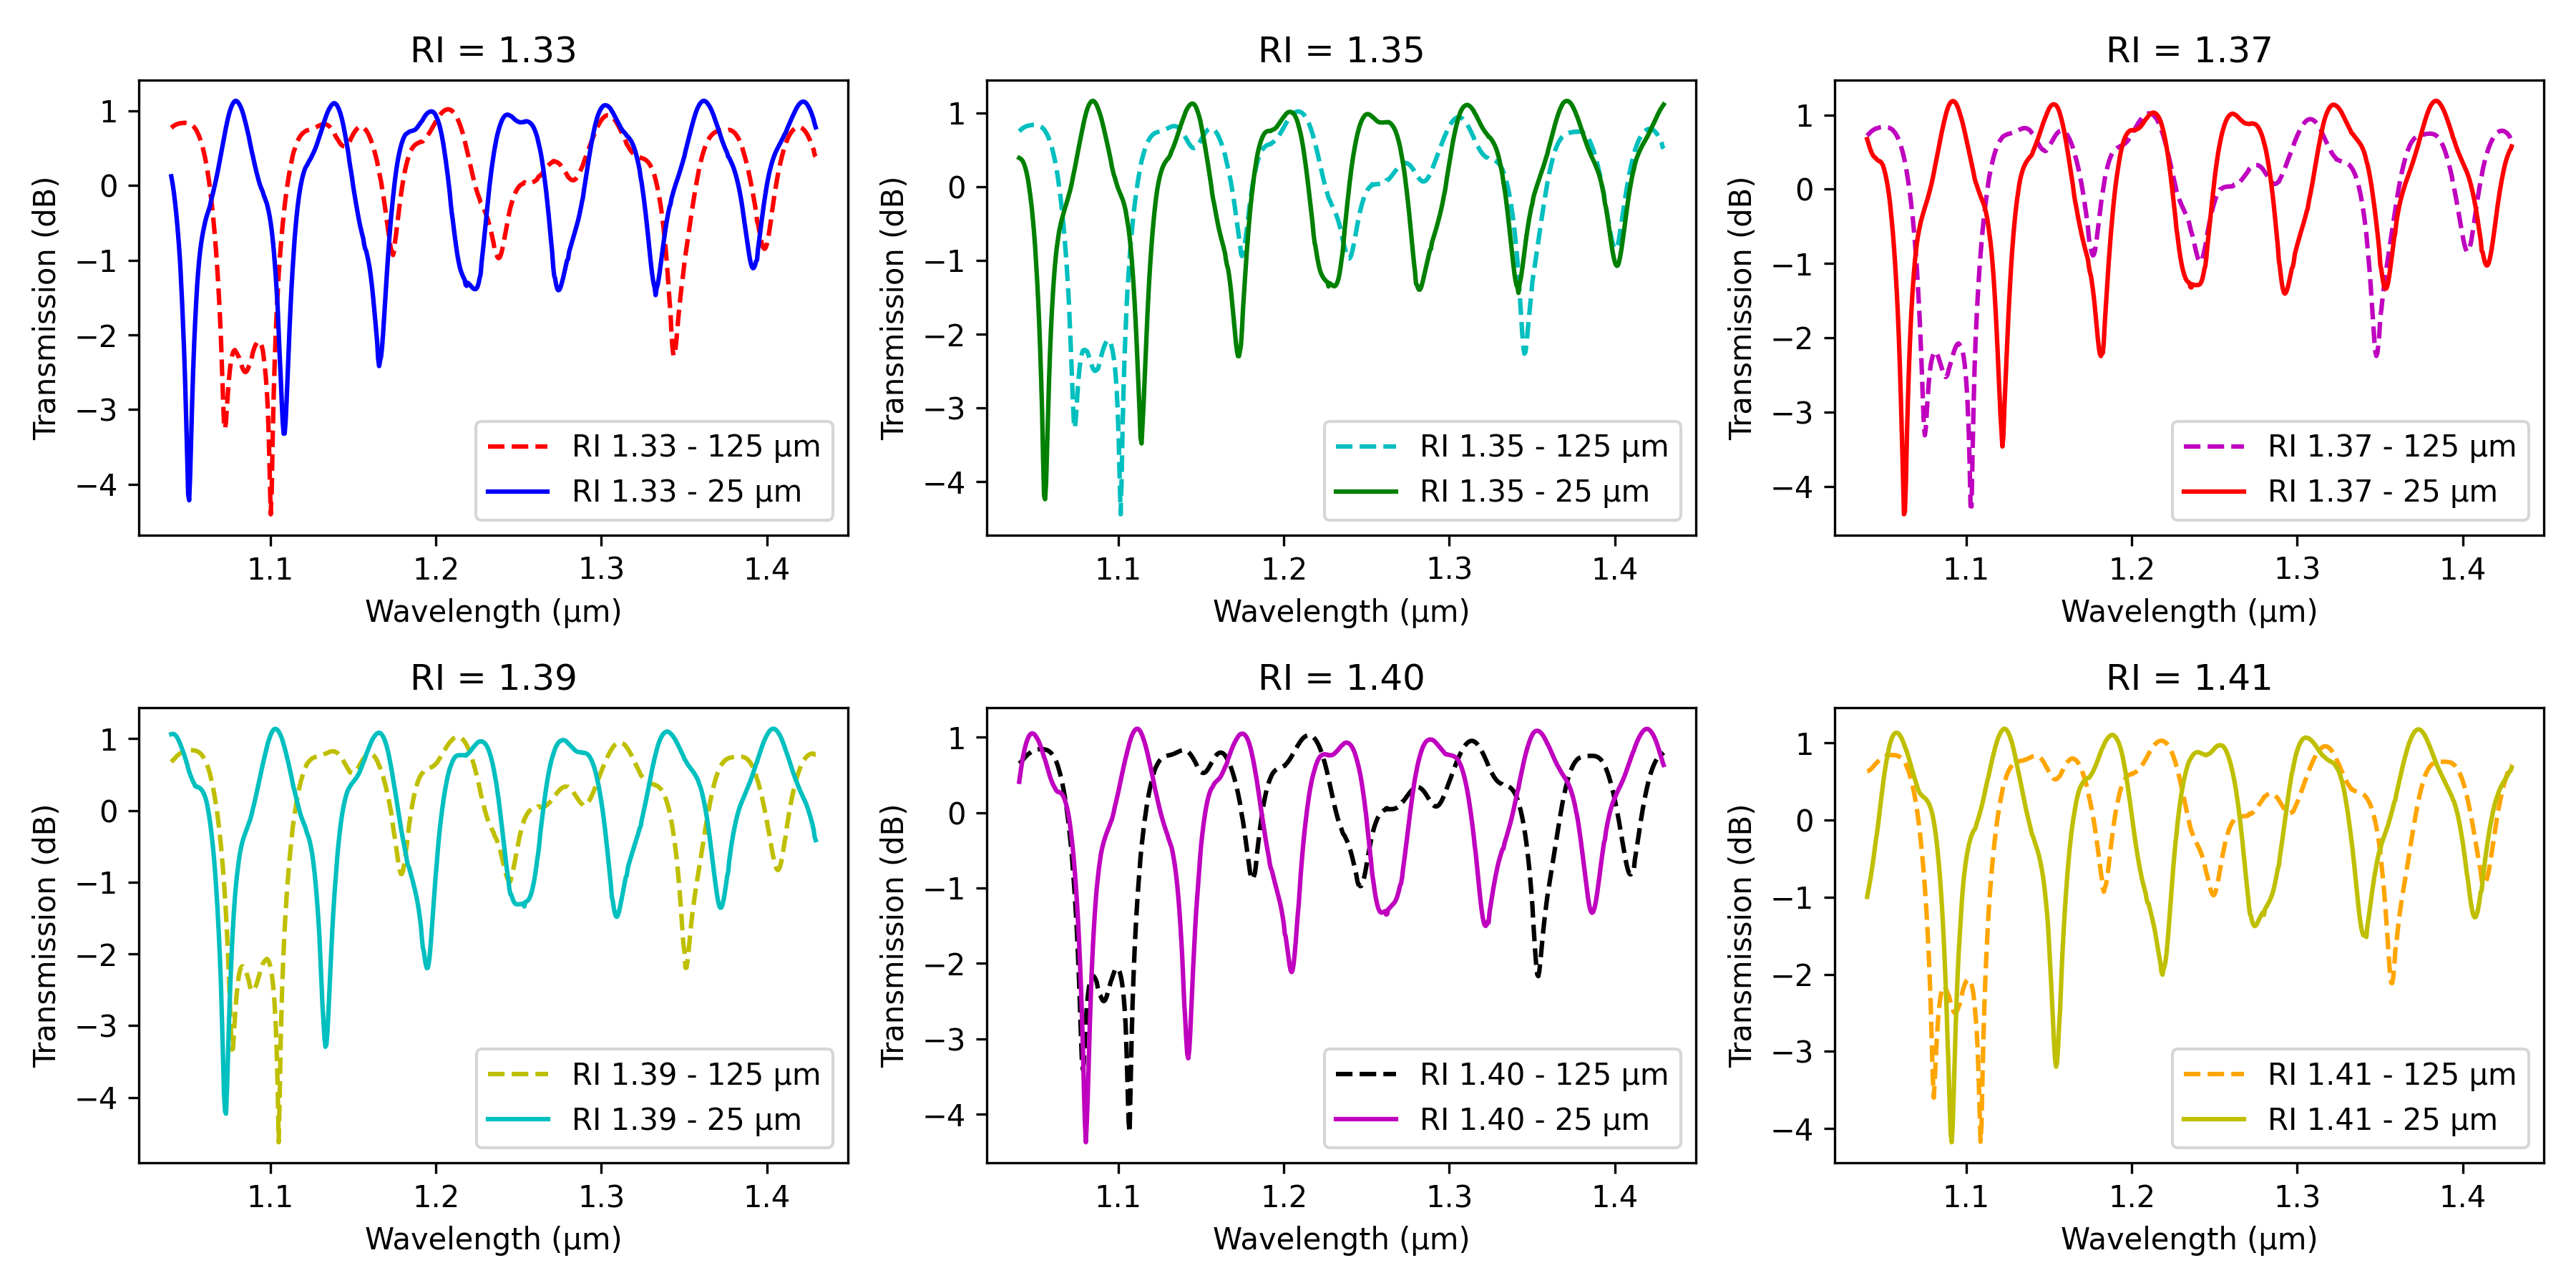 RI = 1.33
Transmission (dB)
1
0
−1
−2
−3
−4
RI 1.33 - 125 μm
RI 1.33 - 25 μm
1.1 1.2 1.3 1.4
Wavelength (μm)
RI = 1.35
Transmission (dB)
1
0
−1
−2
−3
−4
RI 1.35 - 125 μm
RI 1.35 - 25 μm
1.1 1.2 1.3 1.4
Wavelength (μm)
RI = 1.37
Transmission (dB)
1
0
−1
−2
−3
−4
RI 1.37 - 125 μm
RI 1.37 - 25 μm
1.1 1.2 1.3 1.4
Wavelength (μm)
RI = 1.39
Transmission (dB)
1
0
−1
−2
−3
−4
RI 1.39 - 125 μm
RI 1.39 - 25 μm
1.1 1.2 1.3 1.4
Wavelength (μm)
RI = 1.40
Transmission (dB)
1
0
−1
−2
−3
−4
RI 1.40 - 125 μm
RI 1.40 - 25 μm
1.1 1.2 1.3 1.4
Wavelength (μm)
RI = 1.41
Transmission (dB)
1
0
−1
−2
−3
−4
RI 1.41 - 125 μm
RI 1.41 - 25 μm
1.1 1.2 1.3 1.4
Wavelength (μm)